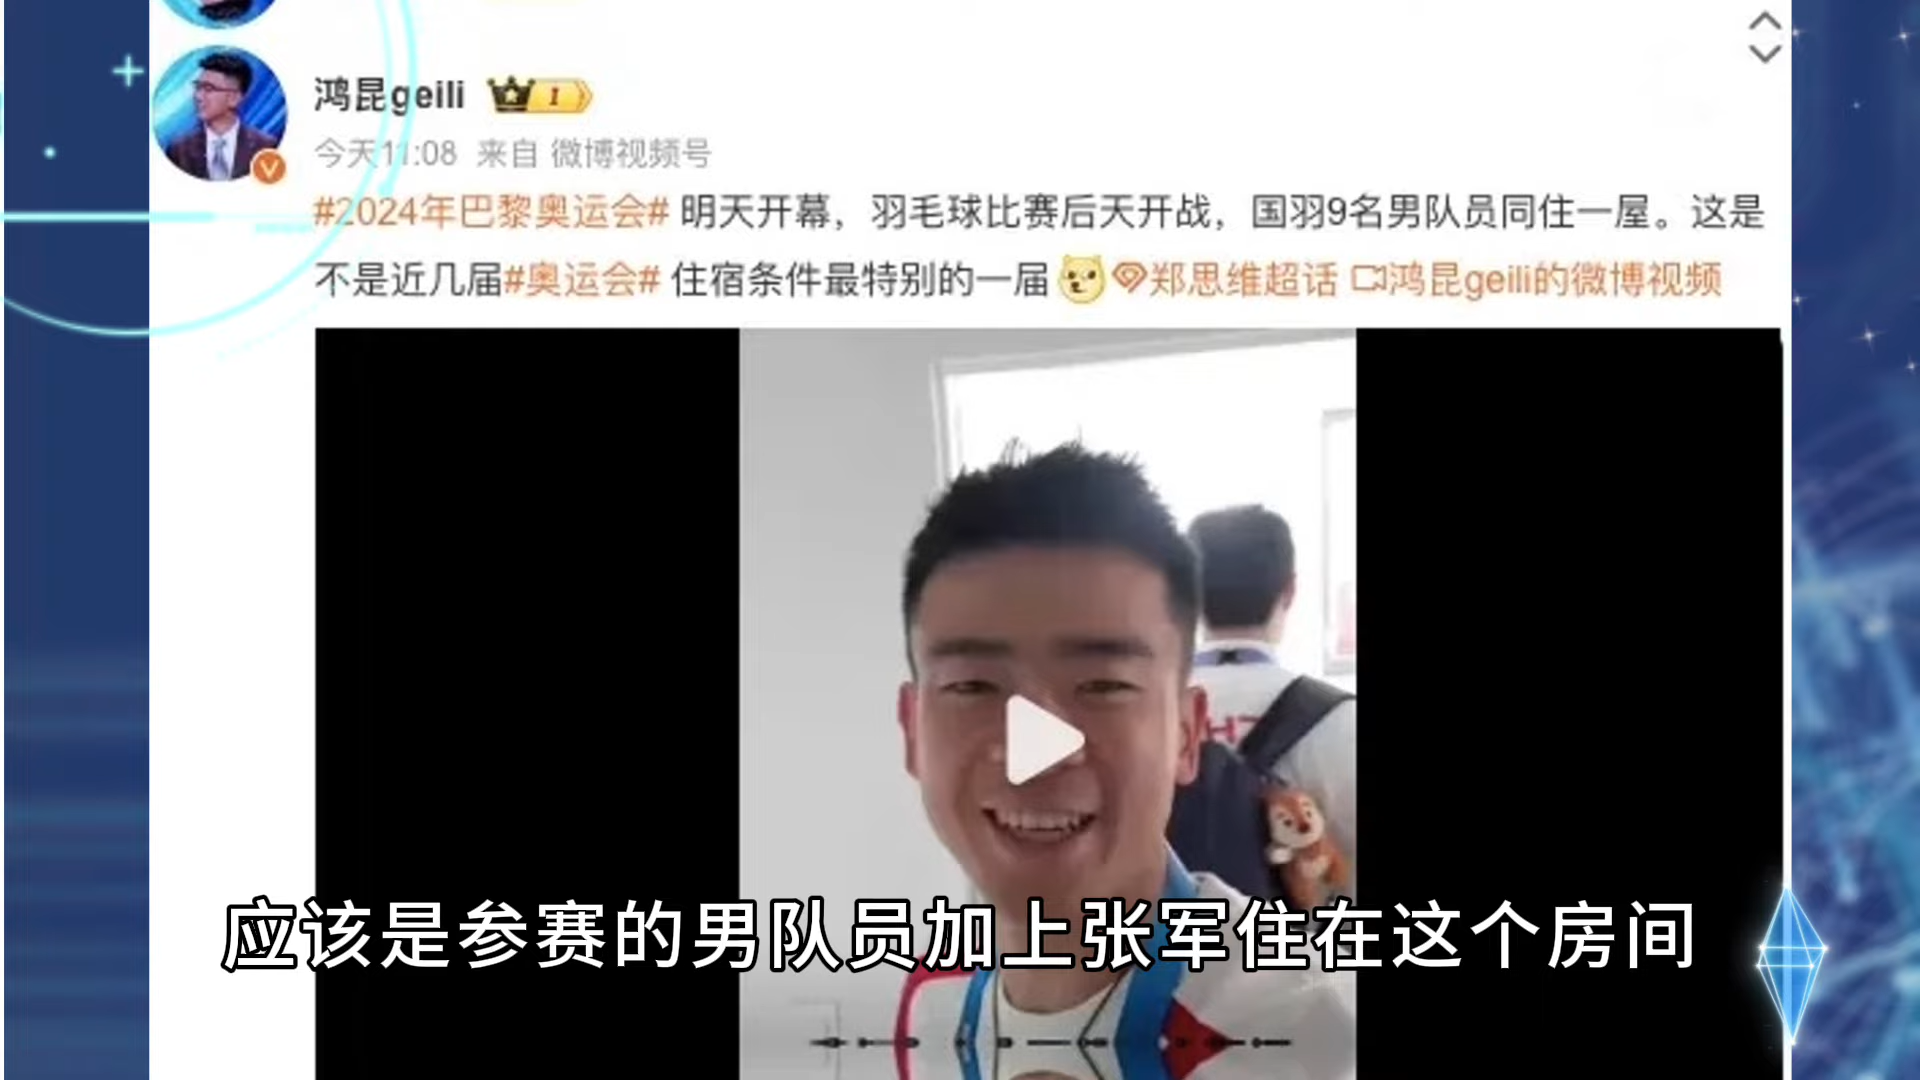 鸿昆geili I
今天11:08 来自 微博视频号
#2024年巴黎奥运会# 明天开幕，羽毛球比赛后天开战，国羽9名男队员同住一屋。这是
不是近几届#奥运会# 住宿条件最特别的一届 郑思维超话 鸿昆geili的微博视频
应该是参赛的男队员加上张军住在这个房间